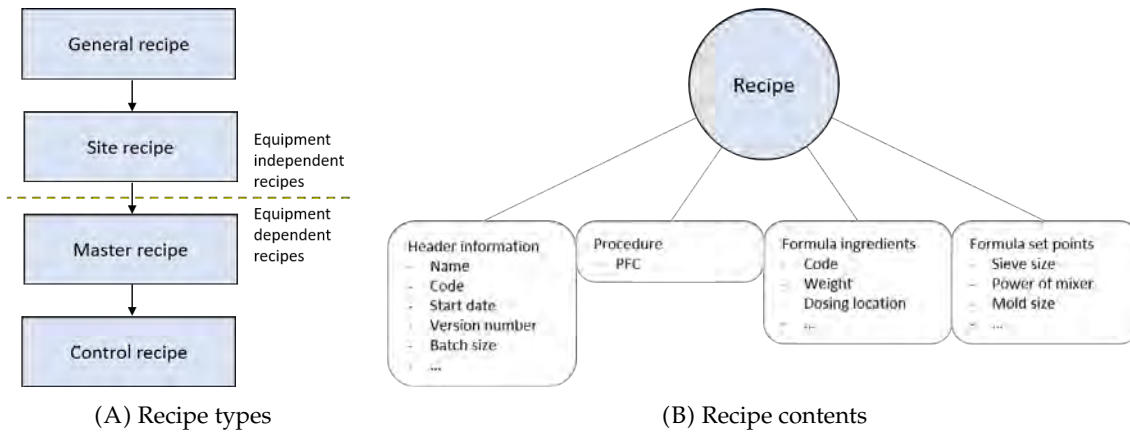 General recipe
Site recipe
Equipment
independent
recipes
Equipment
dependent
recipes
Master recipe
Control recipe
(A) Recipe types
Recipe
Header information
- Name
- Code
- Start date
- Version number
- Batch size
- ...
Procedure
- PFC
Formula ingredients
- Code
- Weight
- Dosing location
- ...
Formula set points
- Sieve size
- Power of mixer
- Mold size
- ...
(B) Recipe contents